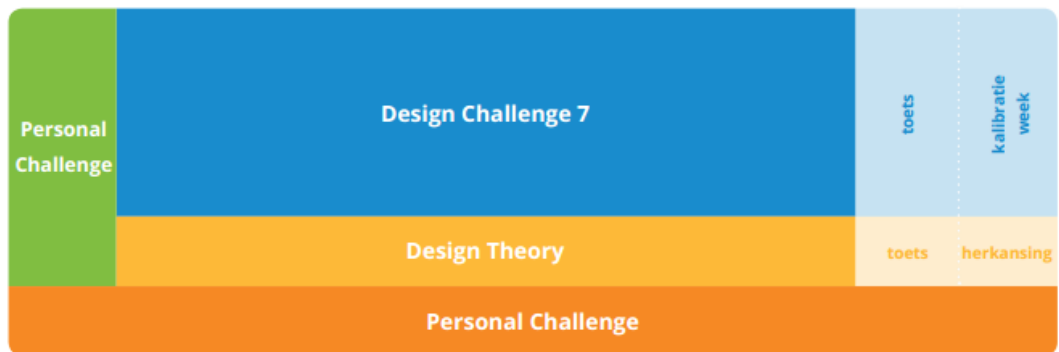 Personal
Challenge
Design Challenge 7
toets
kalibratie
week
Design Theory
toets
herkansing
Personal Challenge